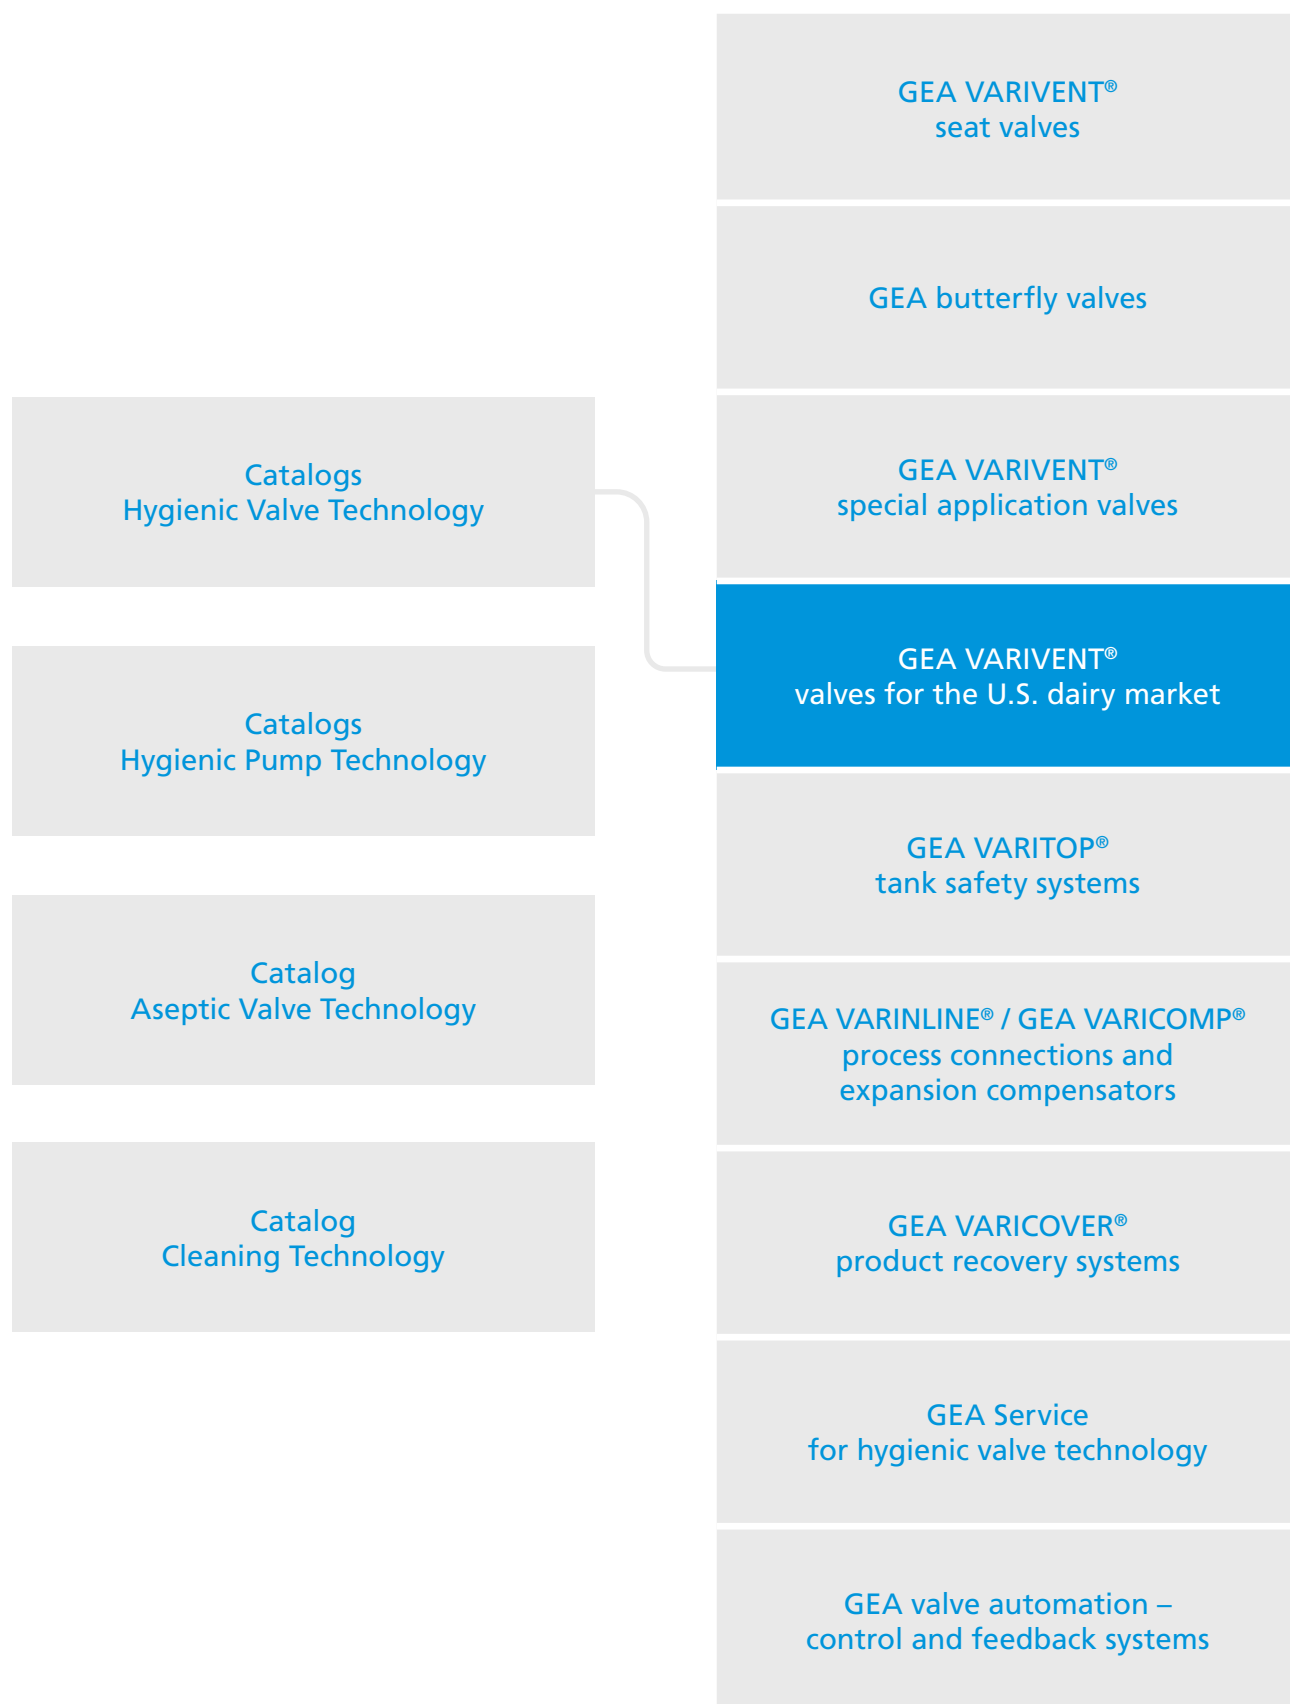 Catalogs
Hygienic Valve Technology
Catalogs
Hygienic Pump Technology
Catalog
Aseptic Valve Technology
Catalog
Cleaning Technology
GEA VARIVENT®
seat valves
GEA butterfly valves
GEA VARIVENT®
special application valves
GEA VARIVENT®
valves for the U.S. dairy market
GEA VARITOP®
tank safety systems
GEA VARINLINE® / GEA VARICOMP®
process connections and
expansion compensators
GEA VARICOVER®
product recovery systems
GEA Service
for hygienic valve technology
GEA valve automation –
control and feedback systems